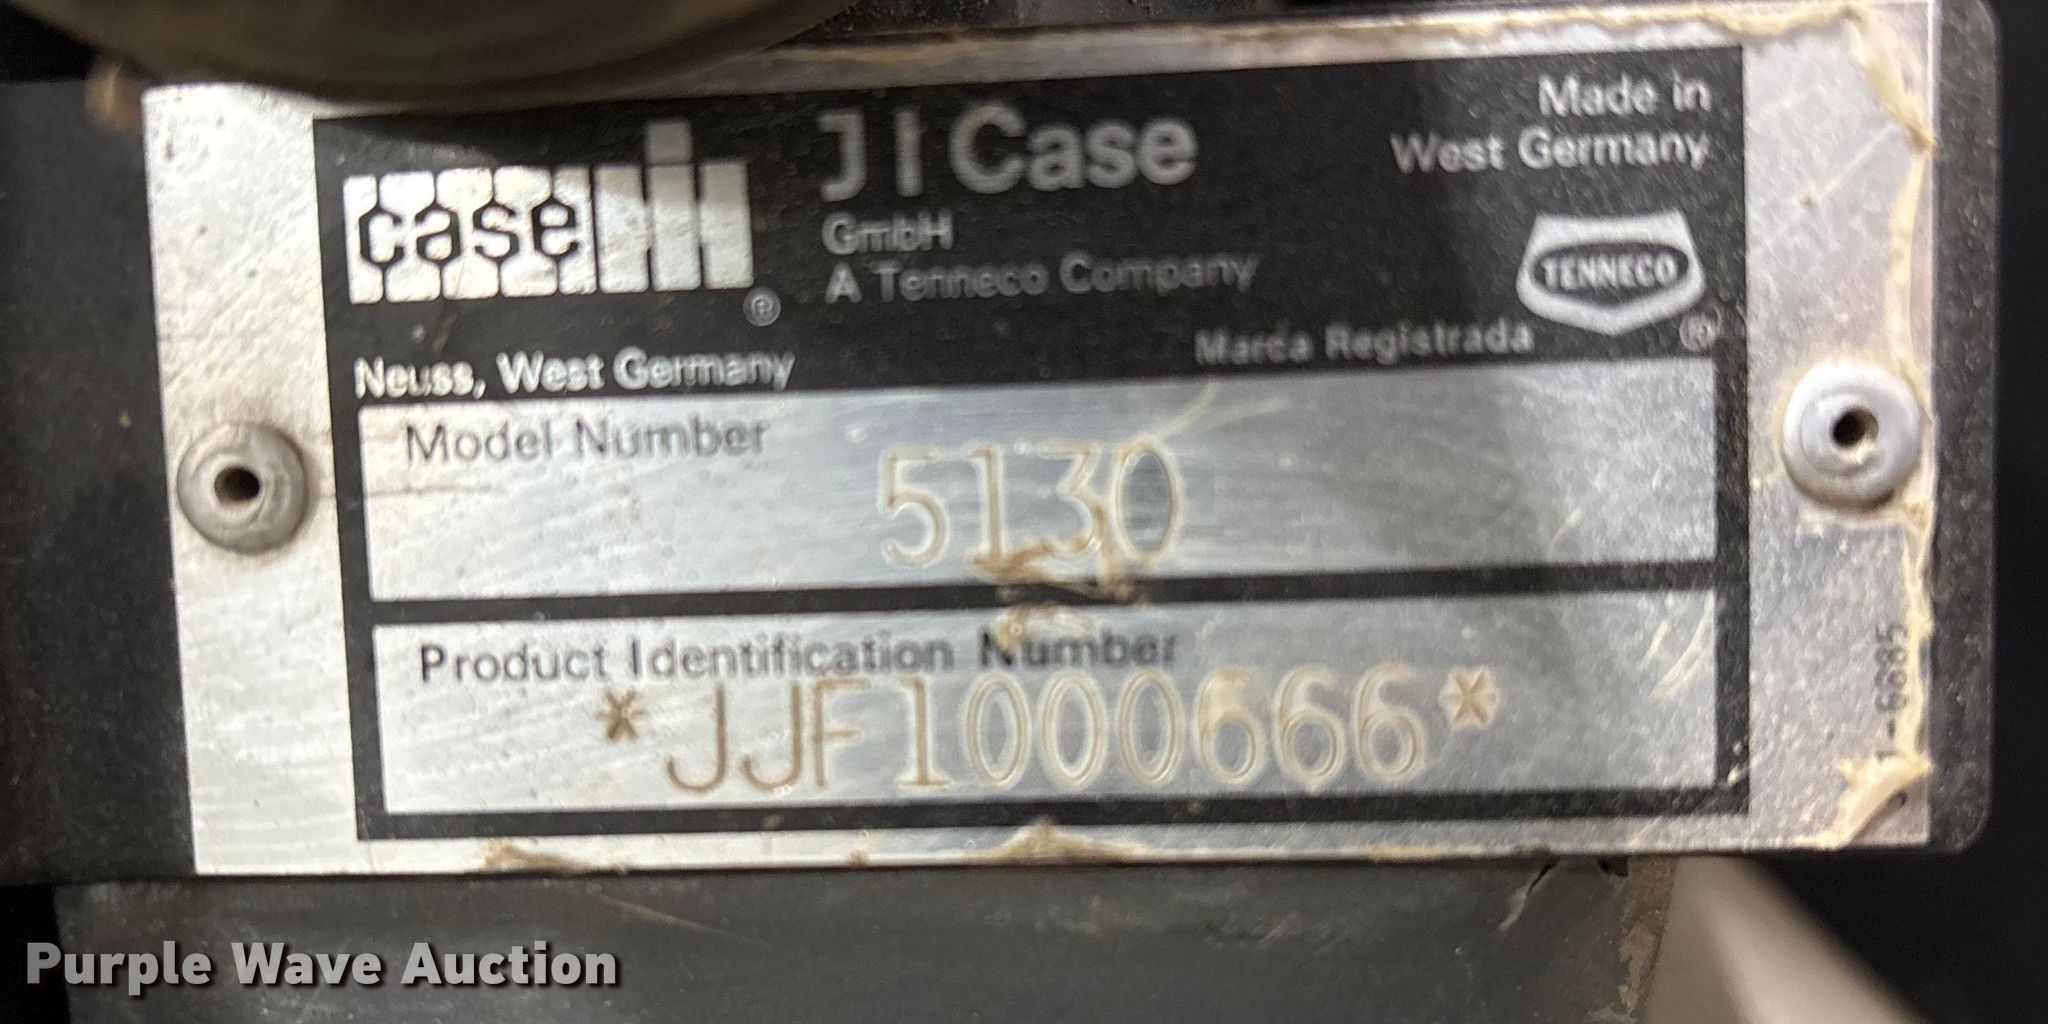 case IH ®
J I Case
GmbH
A Tenneco Company
Made in
West Germany
TENNECO ®
Marca Registrada
Neuss, West Germany
Model Number
5130
Product Identification Number
*JJF1000666*
Purple Wave Auction